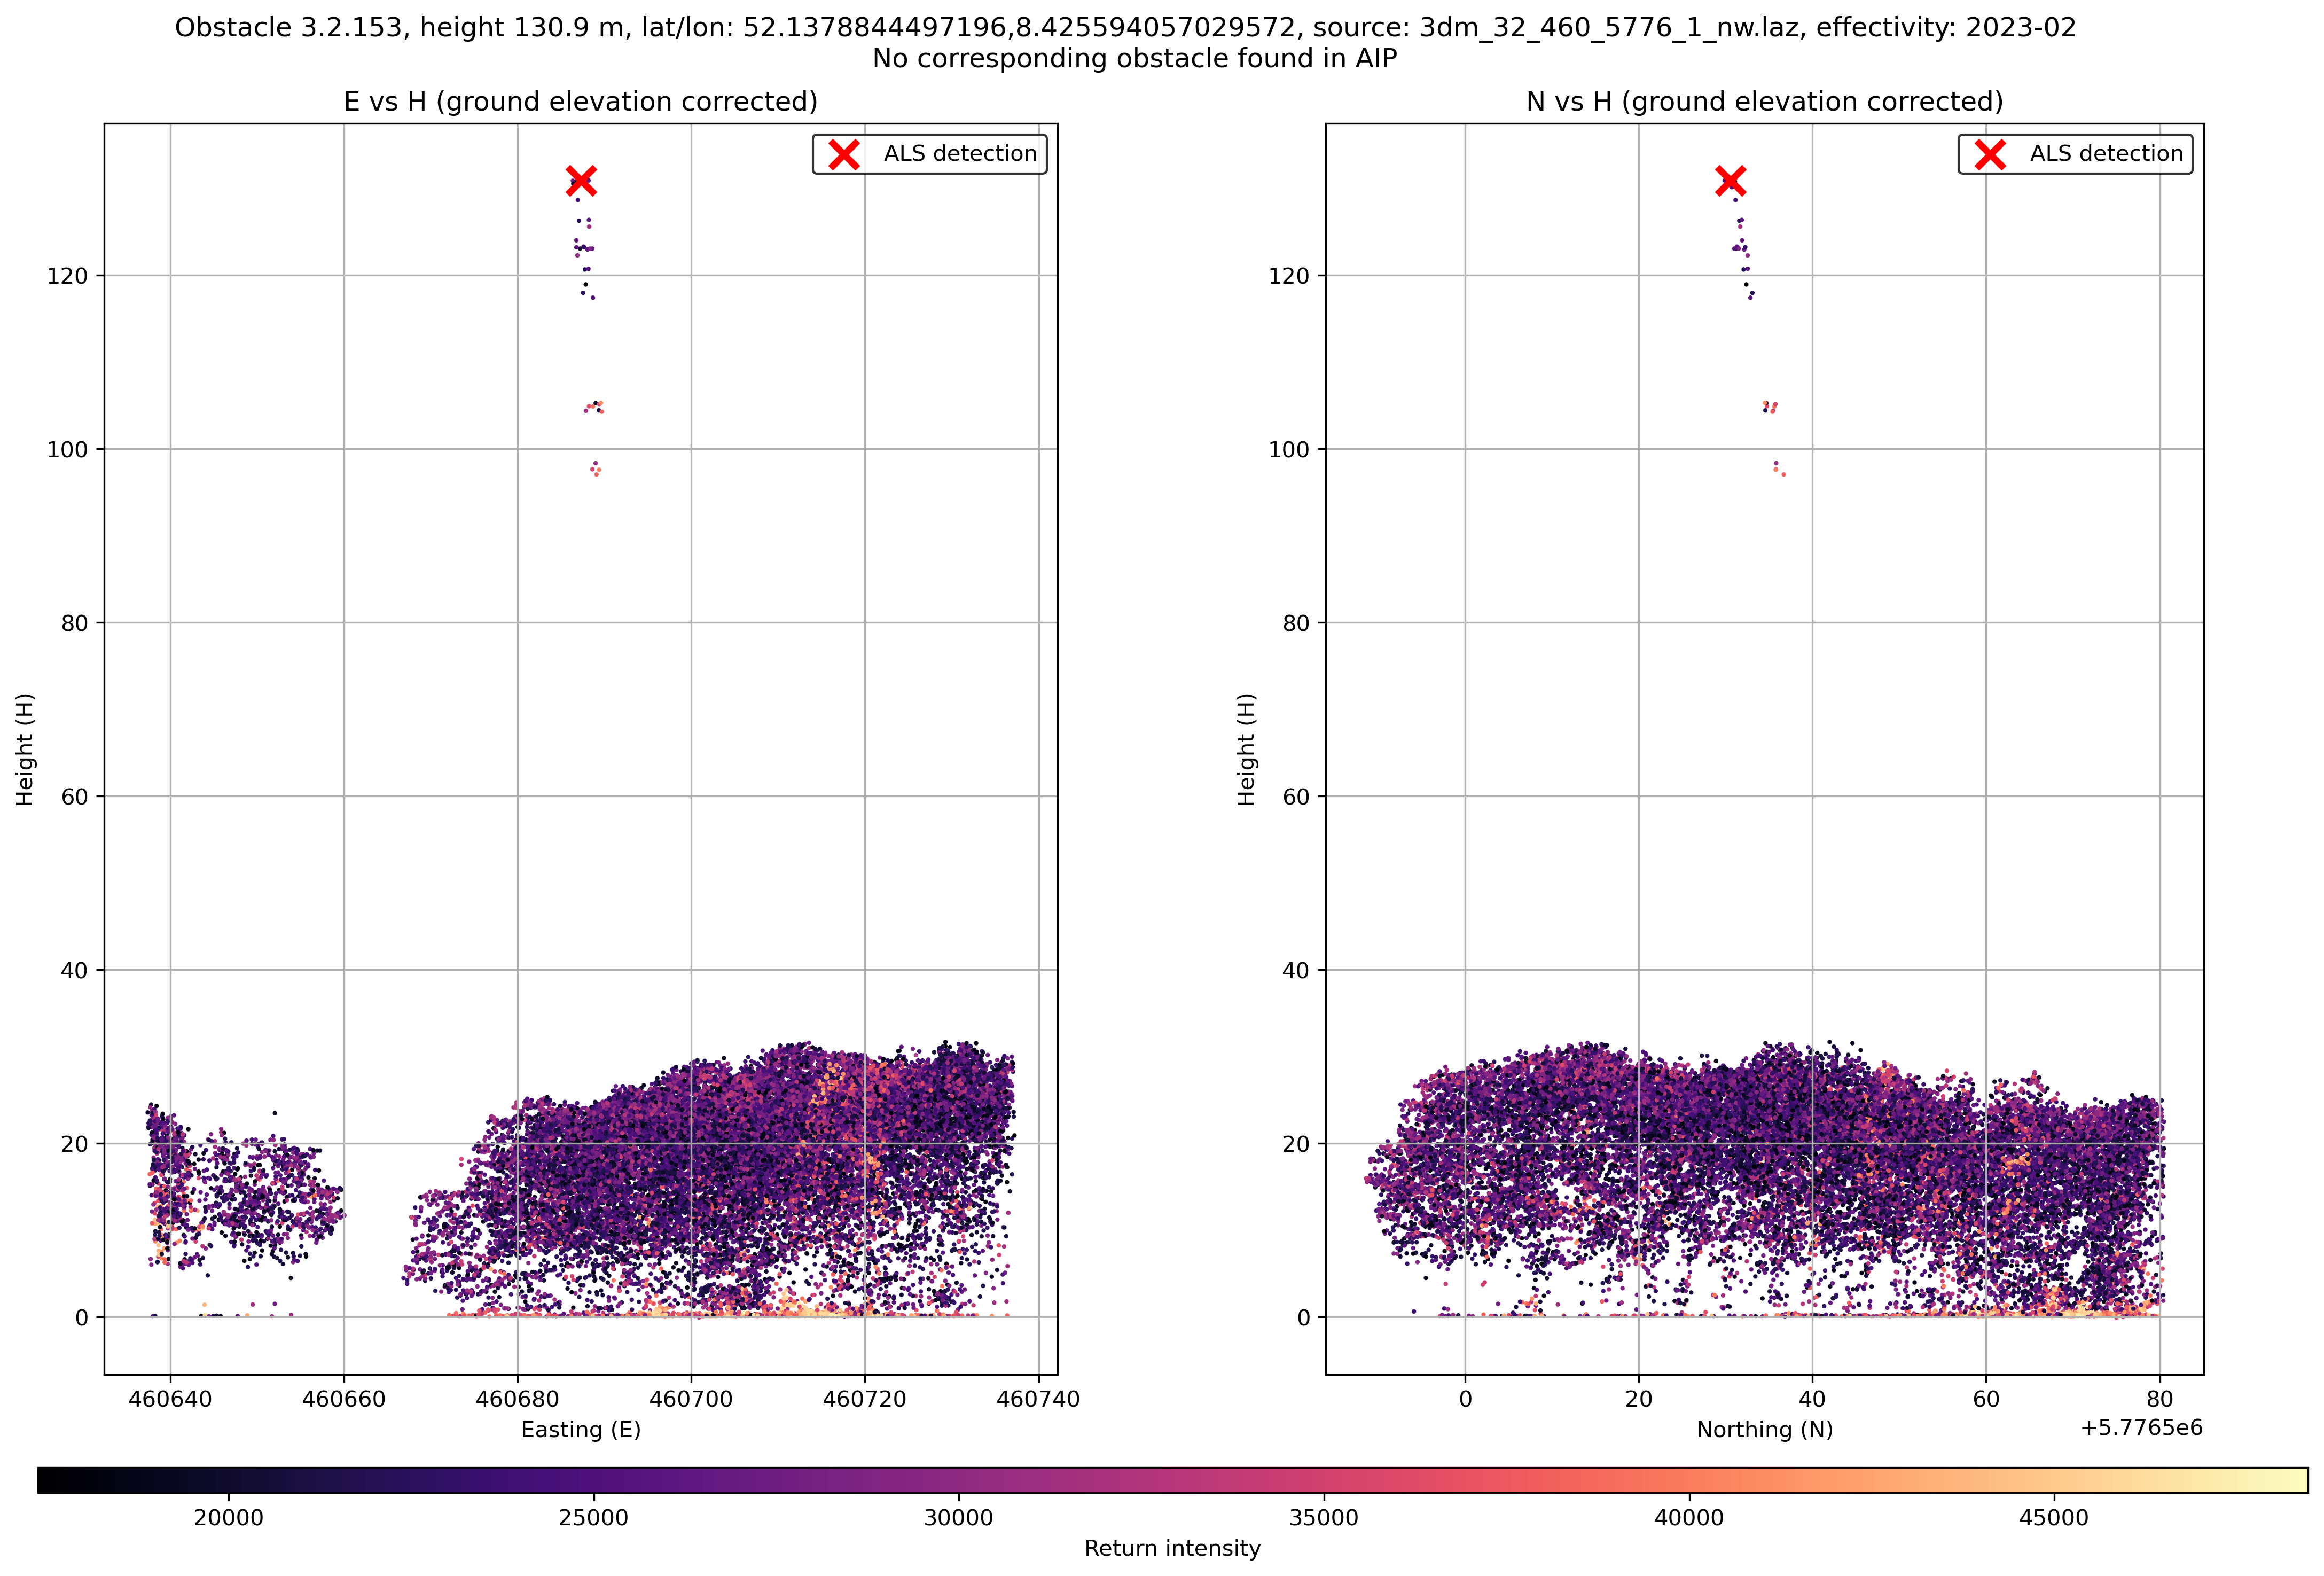 Obstacle 3.2.153, height 130.9 m, lat/lon: 52.1378844497196,8.425594057029572, source: 3dm_32_460_5776_1_nw.laz, effectivity: 2023-02
No corresponding obstacle found in AIP
E vs H (ground elevation corrected)
ALS detection
120
100
80
60
40
20
0
Height (H)
460640 460660 460680 460700 460720 460740
Easting (E)
N vs H (ground elevation corrected)
ALS detection
120
100
80
60
40
20
0
Height (H)
0 20 40 60 80
Northing (N)
+5.7765e6
20000 25000 30000 35000 40000 45000
Return intensity